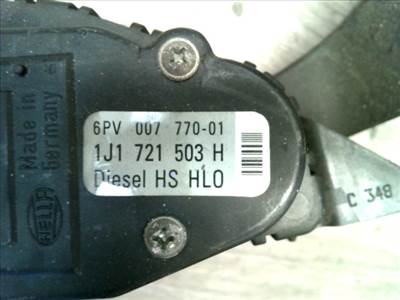 6PV 007 770-01
1J1 721 503 H
Diesel HS HLO
Made in
Germany
HELLA
C 348